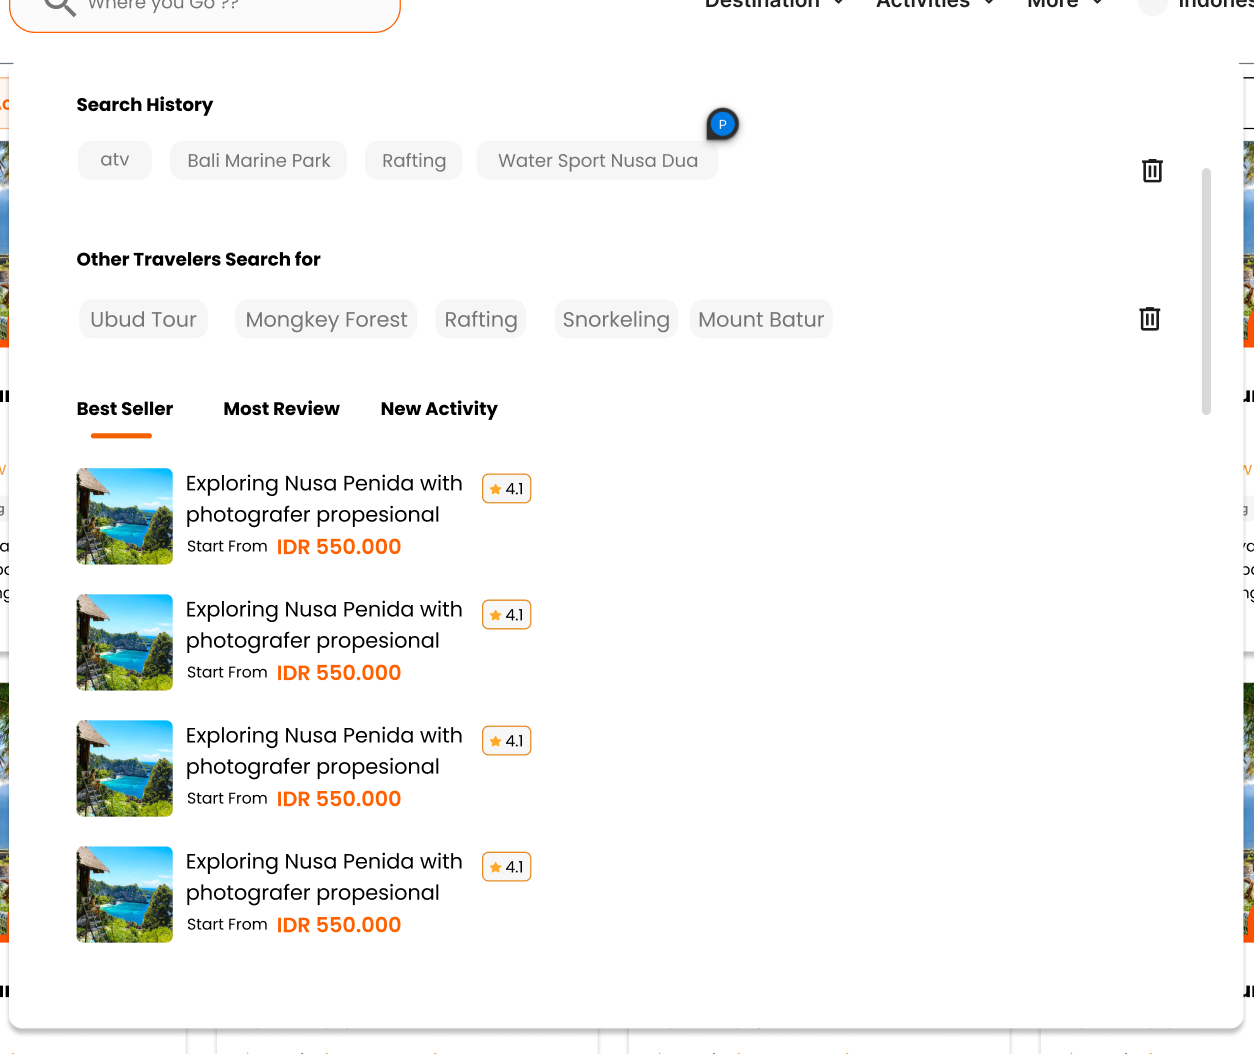 Where you Go ??
Destination
Activities
More
Search History
P
atv
Bali Marine Park
Rafting
Water Sport Nusa Dua
Other Travelers Search for
Ubud Tour
Mongkey Forest
Rafting
Snorkeling
Mount Batur
Best Seller
Most Review
New Activity
Exploring Nusa Penida with
photografer propesional
4.1
Start From IDR 550.000
Exploring Nusa Penida with
photografer propesional
4.1
Start From IDR 550.000
Exploring Nusa Penida with
photografer propesional
4.1
Start From IDR 550.000
Exploring Nusa Penida with
photografer propesional
4.1
Start From IDR 550.000